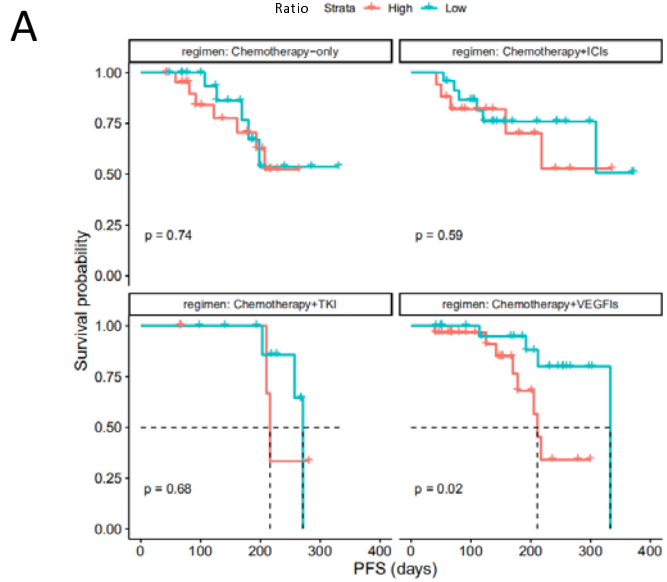 A
Ratio Strata High Low
regimen: Chemotherapy−only
regimen: Chemotherapy+ICIs
1.00
0.75
0.50
0.25
0.00
p = 0.74
p = 0.59
Survival probability
regimen: Chemotherapy+TKI
regimen: Chemotherapy+VEGFIs
1.00
0.75
0.50
0.25
0.00
p = 0.68
p = 0.02
0 100 200 300 400
0 100 200 300 400
PFS (days)